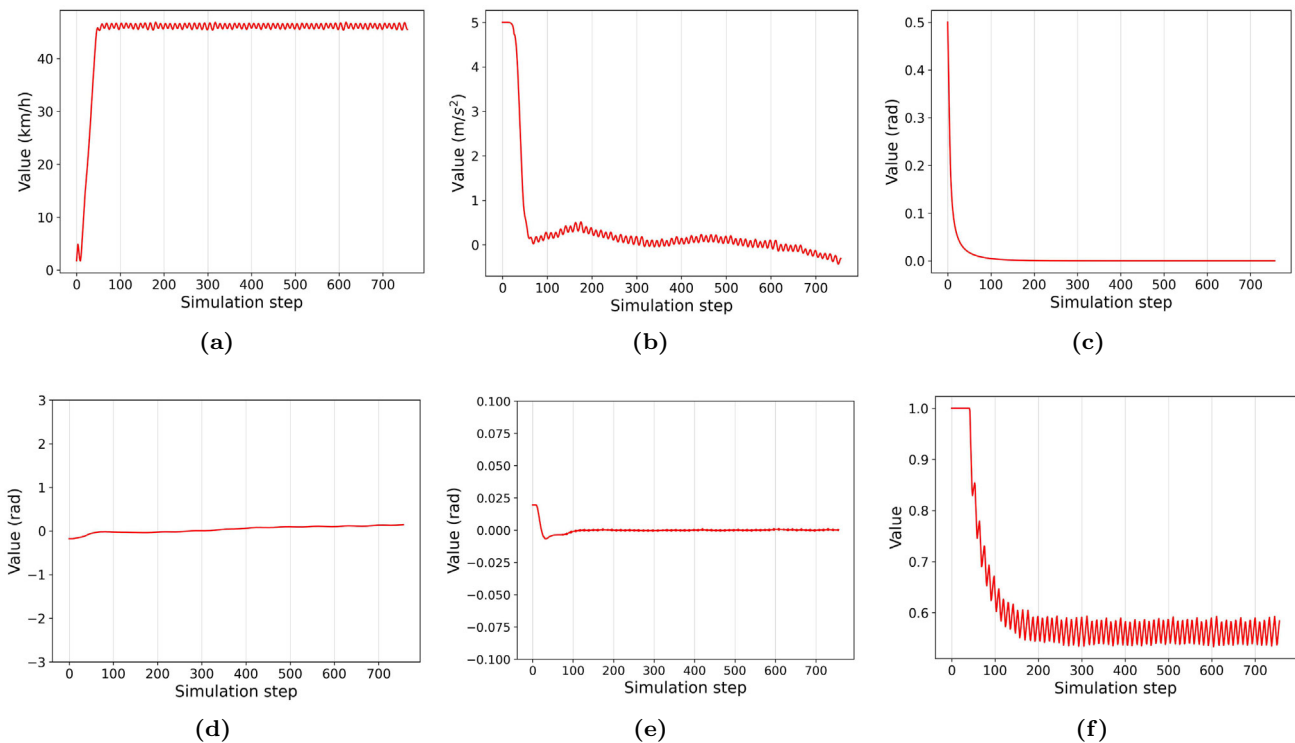 40
30
20
10
0
Value (km/h)
0 100 200 300 400 500 600 700
Simulation step
(a)
5
4
3
2
1
0
Value (m/s²)
0 100 200 300 400 500 600 700
Simulation step
(b)
0.5
0.4
0.3
0.2
0.1
0.0
Value (rad)
0 100 200 300 400 500 600 700
Simulation step
(c)
3
2
1
0
−1
−2
−3
Value (rad)
0 100 200 300 400 500 600 700
Simulation step
(d)
0.100
0.075
0.050
0.025
0.000
−0.025
−0.050
−0.075
−0.100
Value (rad)
0 100 200 300 400 500 600 700
Simulation step
(e)
1.0
0.9
0.8
0.7
0.6
Value
0 100 200 300 400 500 600 700
Simulation step
(f)